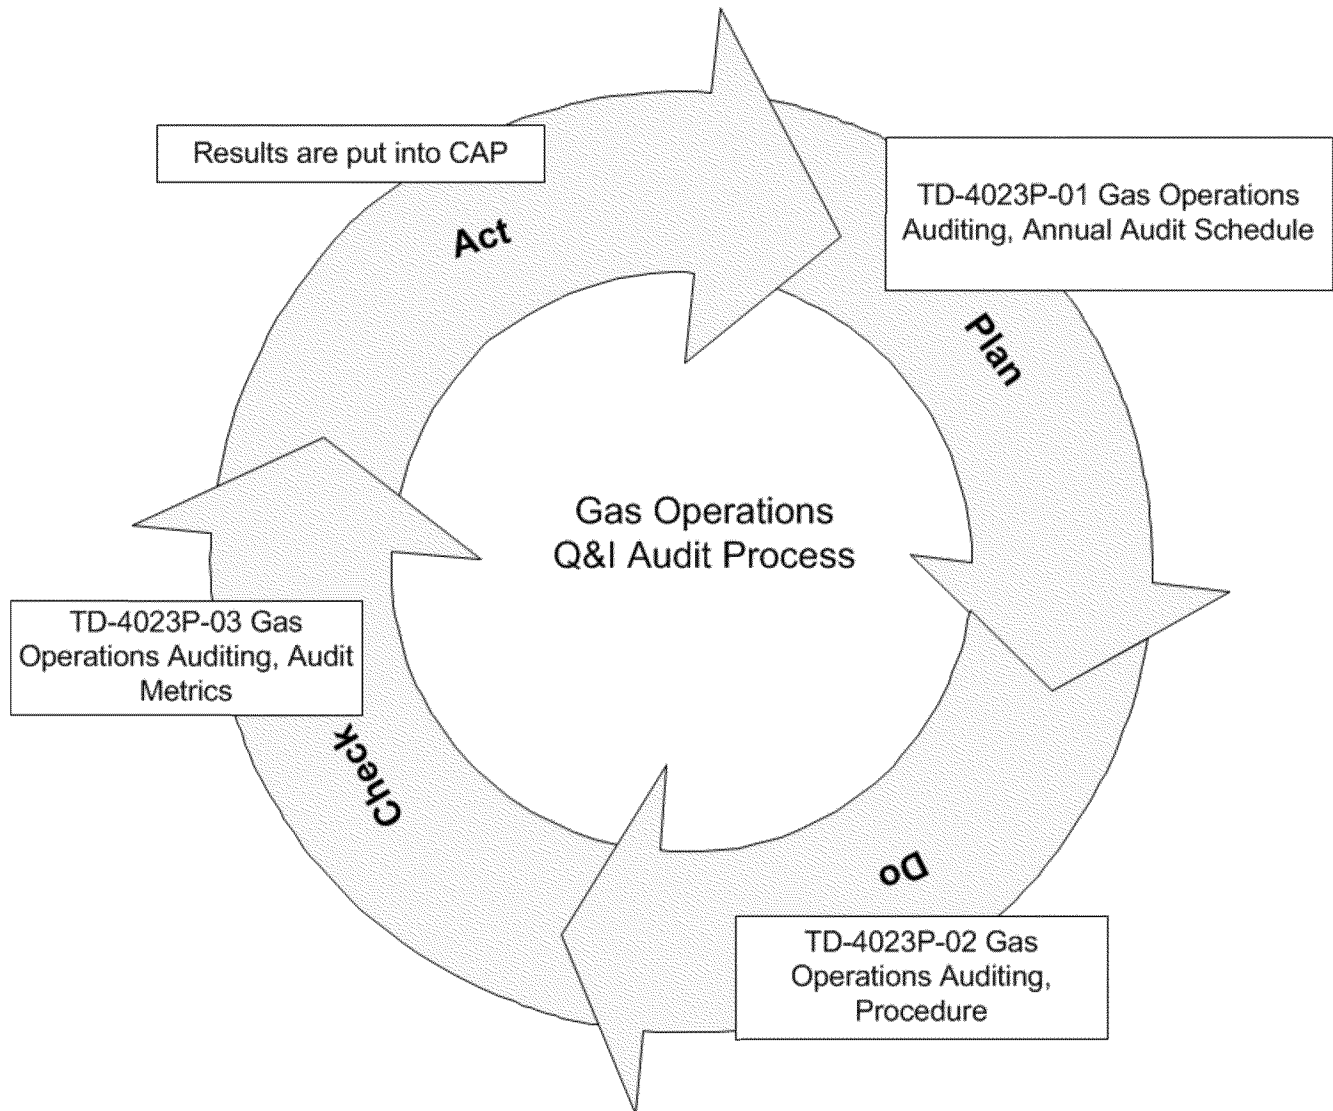 Results are put into CAP
Act
TD-4023P-01 Gas Operations
Auditing, Annual Audit Schedule
Plan
Gas Operations
Q&I Audit Process
TD-4023P-03 Gas
Operations Auditing, Audit
Metrics
Check
Do
TD-4023P-02 Gas
Operations Auditing,
Procedure